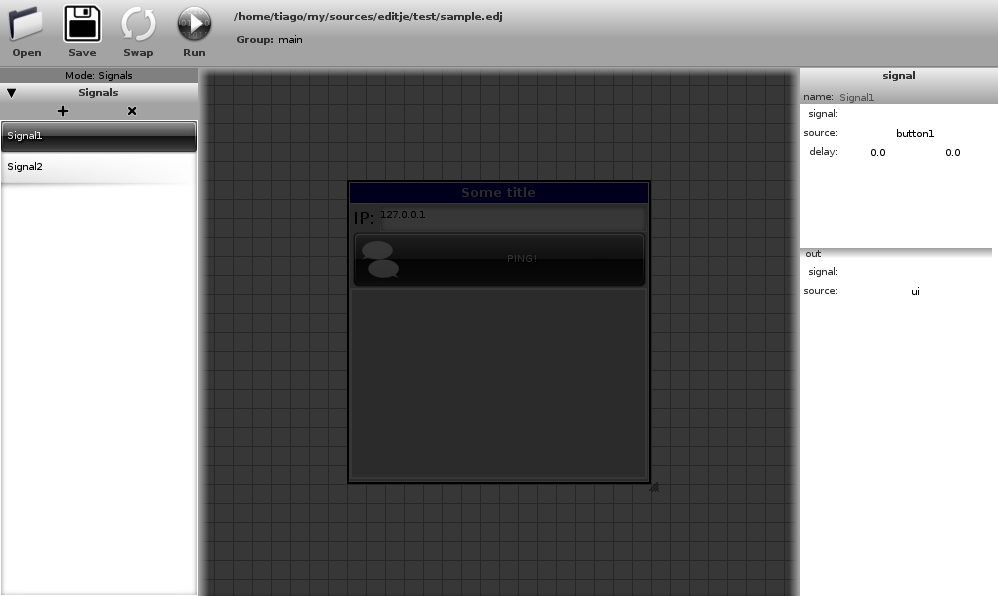 Open Save Swap Run
/home/tiago/my/sources/editje/test/sample.edj
Group: main
Mode: Signals
Signals
Signal1
Signal2
Some title
IP: 127.0.0.1
PING!
signal
name: Signal1
signal:
source: button1
delay: 0.0 0.0
out
signal:
source: ui